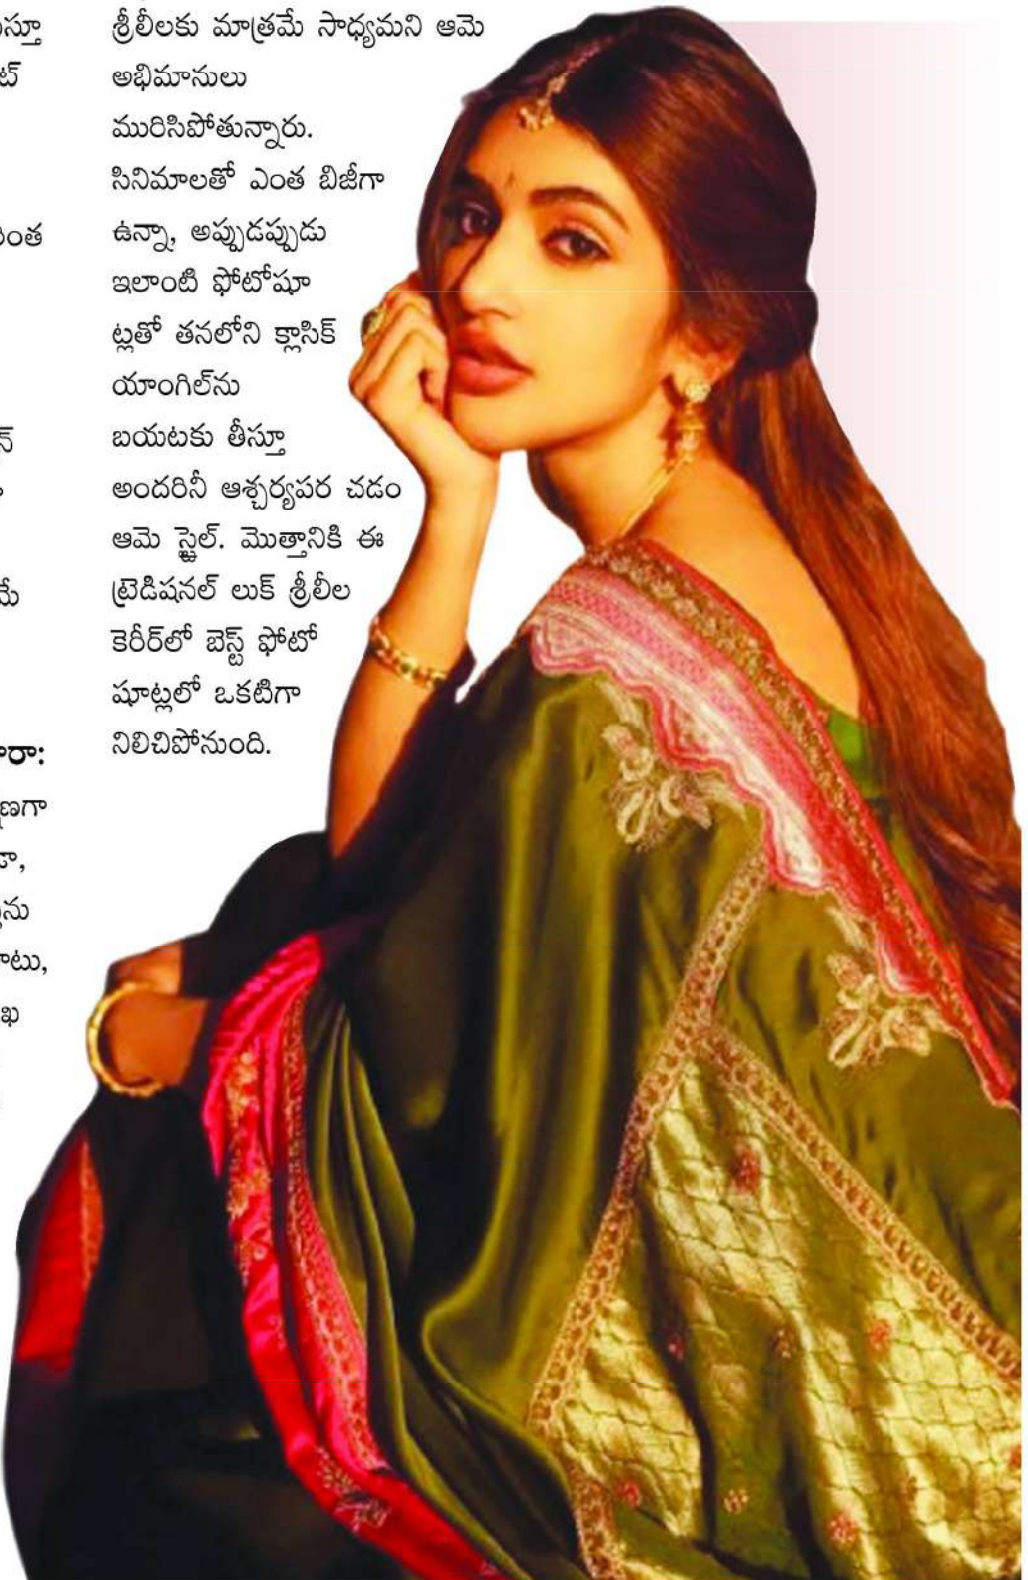 శ్రీలీలకు మాత్రమే సాధ్యమని ఆమె
అభిమానులు
మురిసిపోతున్నారు.
సినిమాలతో ఎంత బిజీగా
ఉన్నా, అప్పుడప్పుడు
ఇలాంటి ఫోటోషూ
ట్లతో తనలోని క్లాసిక్
యాంగిల్‌ను
బయటకు తీస్తూ
అందరినీ ఆశ్చర్యపర చడం
ఆమె స్టైల్. మొత్తానికి ఈ
ట్రెడిషనల్ లుక్ శ్రీలీల
కెరీర్‌లో బెస్ట్ ఫోటో
షూట్లలో ఒకటిగా
నిలిచిపోనుంది.